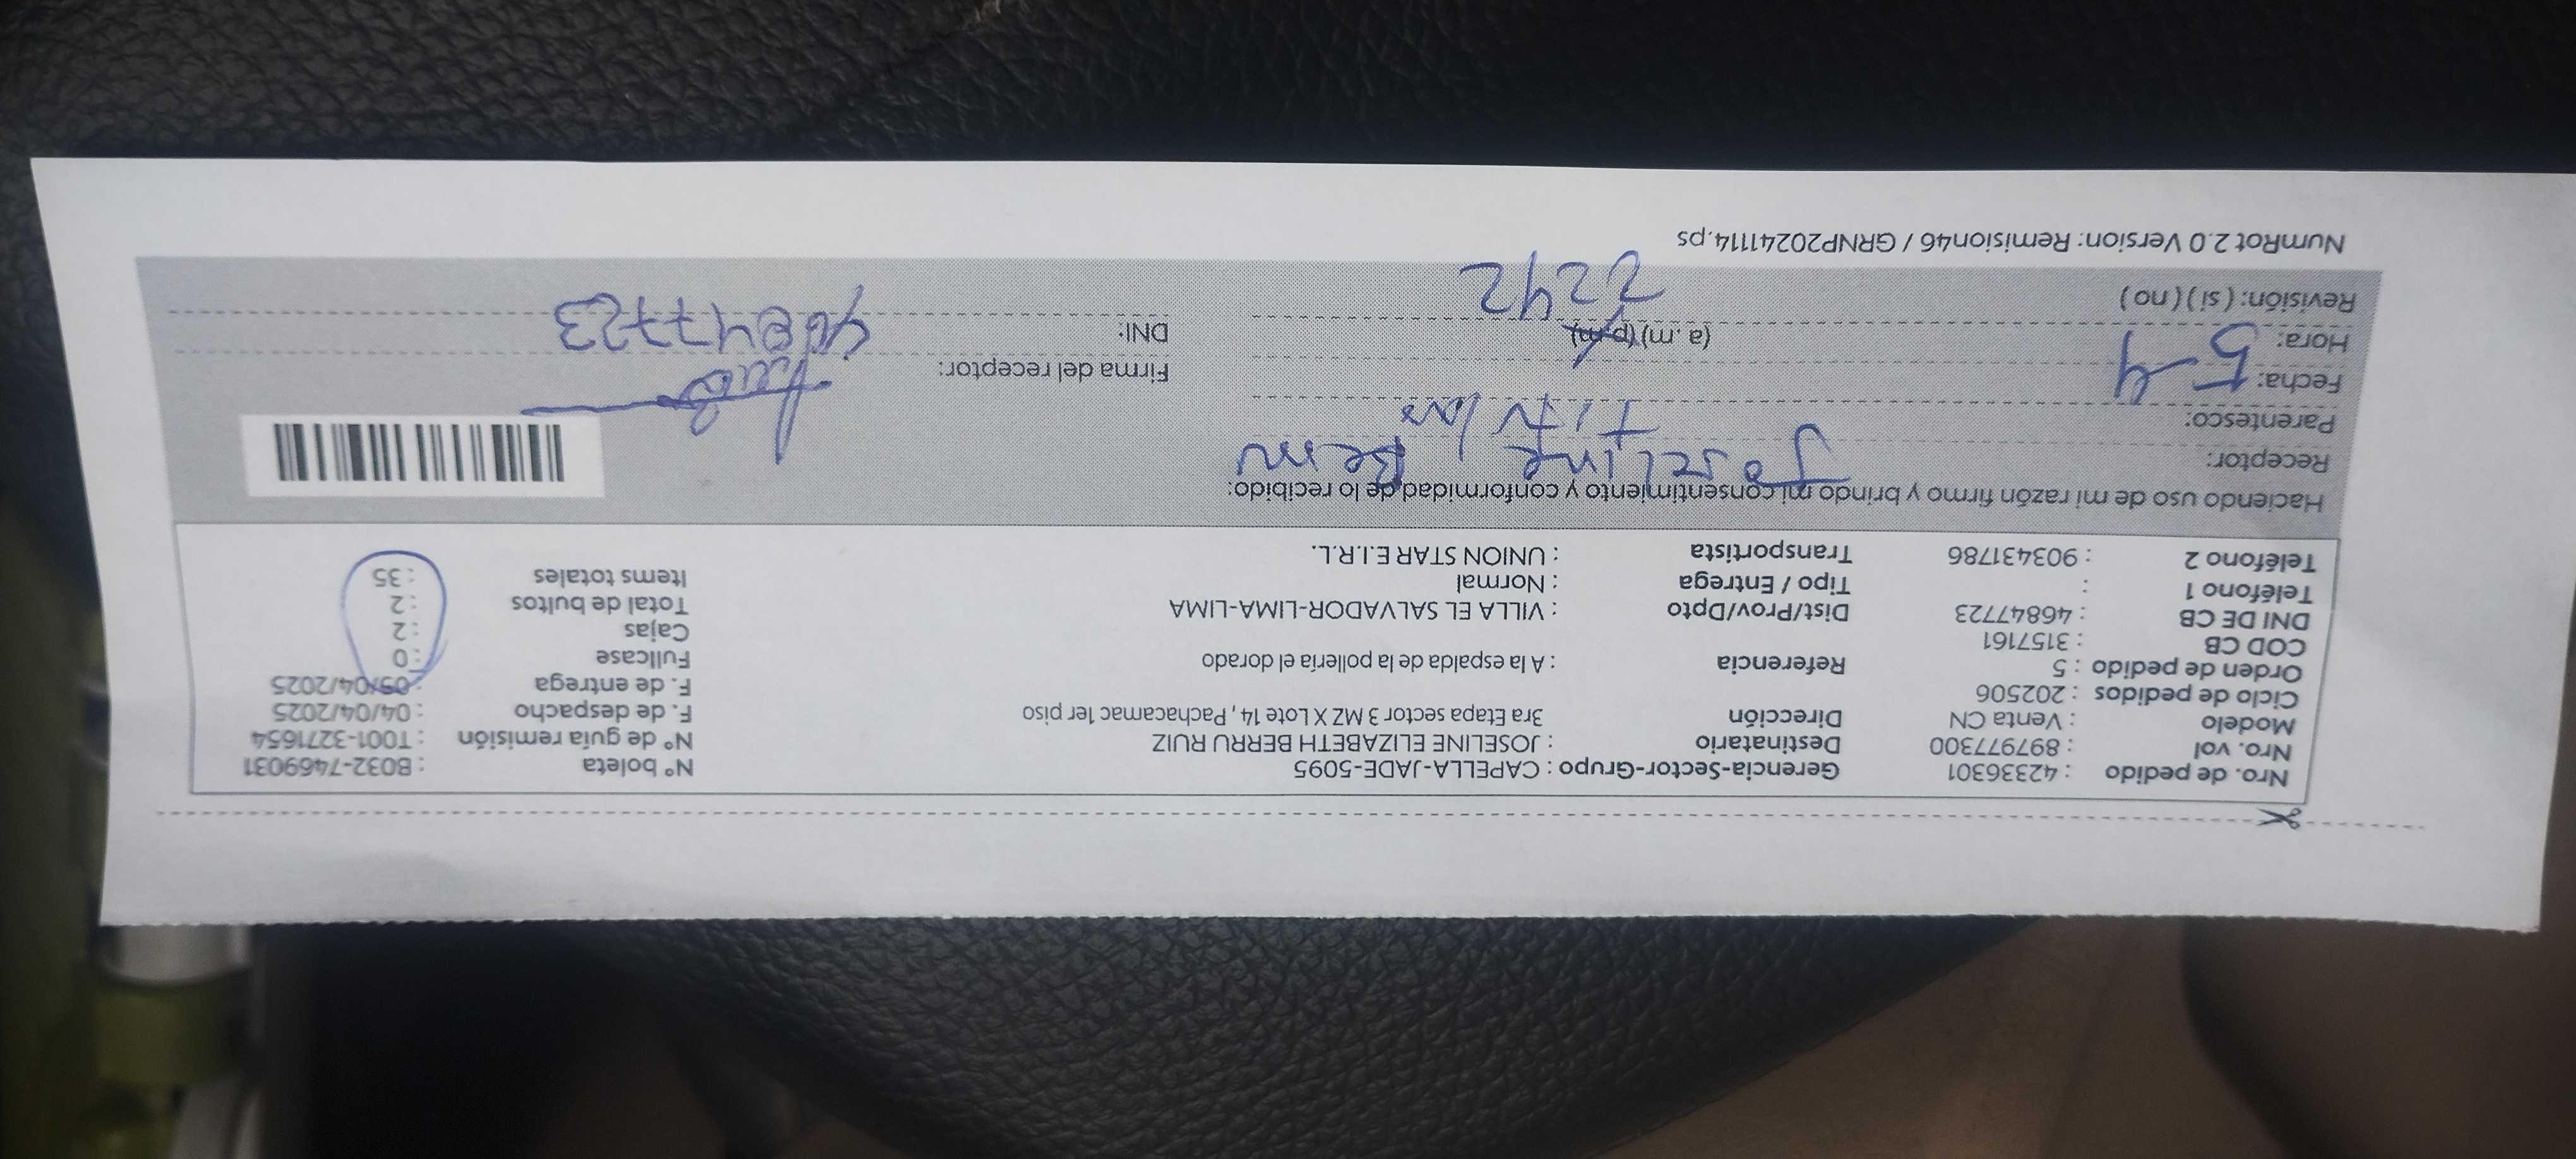 Nro. de pedido : 42336301 Gerencia-Sector-Grupo : CAPELLA-JADE-5095 N° boleta : B032-7469031
Nro. vol : 897977300 Destinatario : JOSELINE ELIZABETH BERRU RUIZ N° de guía remisión : T001-3271654
Modelo : Venta CN Dirección 3ra Etapa sector 3 MZ X Lote 14 , Pachacamac 1er piso F. de despacho : 04/04/2025
Ciclo de pedidos : 202506 F. de entrega : 05/04/2025
Orden de pedido : 5 Referencia : A la espalda de la pollería el dorado Fullcase : 0
COD CB : 3157161 Cajas : 2
DNI DE CB : 46847723 Dist/Prov/Dpto : VILLA EL SALVADOR-LIMA-LIMA Total de bultos : 2
Teléfono 1 : Tipo / Entrega : Normal Items totales : 35
Teléfono 2 : 903431786 Transportista : UNION STAR E.I.R.L.
Haciendo uso de mi razón firmo y brindo mi consentimiento y conformidad de lo recibido:
Receptor: Joseline Berru
Parentesco: Titular
Fecha: 5-4 Firma del receptor:
Hora: (a. m) (p. m) DNI: 46847723
Revisión: ( si ) ( no ) 2242
NumRot 2.0 Version: Remision46 / GRNP20241114.ps